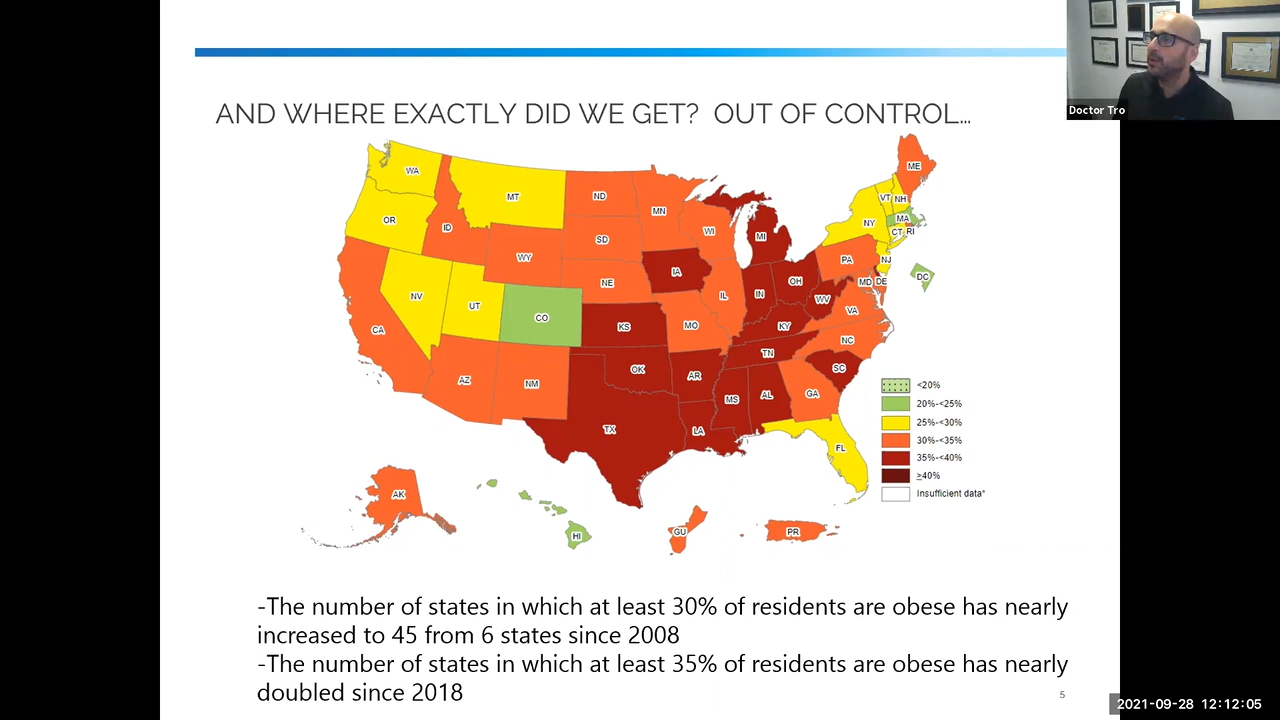 Doctor Tro
AND WHERE EXACTLY DID WE GET? OUT OF CONTROL…
WA
MT
ND
MN
ME
VT
NH
OR
ID
SD
WI
MI
NY
MA
CT
RI
WY
NE
IA
PA
NJ
NV
UT
CO
IL
IN
OH
MD
DE
DC
WV
VA
CA
KS
MO
KY
NC
TN
AZ
NM
OK
AR
SC
MS
AL
GA
TX
LA
FL
AK
HI
GU
PR
<20%
20%-<25%
25%-<30%
30%-<35%
35%-<40%
≥40%
Insufficient data*
-The number of states in which at least 30% of residents are obese has nearly
increased to 45 from 6 states since 2008
-The number of states in which at least 35% of residents are obese has nearly
doubled since 2018
5
2021-09-28 12:12:05